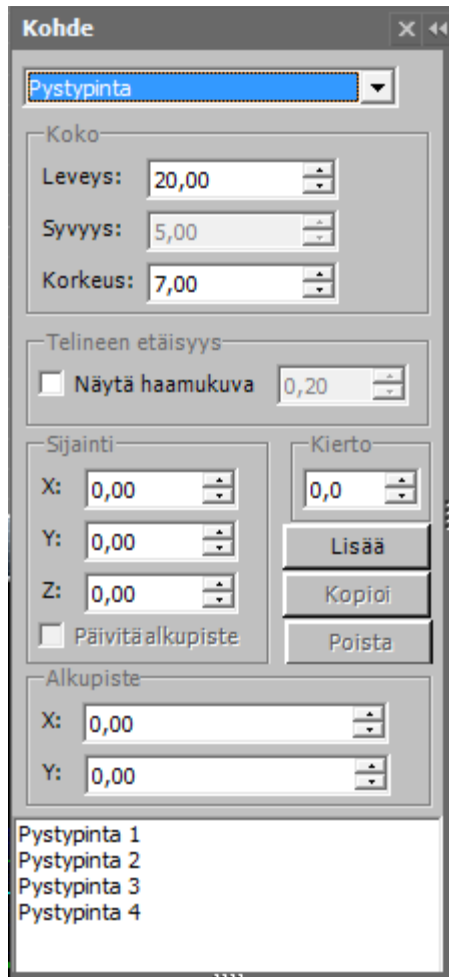 Kohde
Pystypinta
Koko
Leveys: 20,00
Syvyys: 5,00
Korkeus: 7,00
Telineen etäisyys
Näytä haamukuva 0,20
Sijainti
X: 0,00
Y: 0,00
Z: 0,00
Päivitä alkupiste
Kierto
0,0
Lisää
Kopioi
Poista
Alkupiste
X: 0,00
Y: 0,00
Pystypinta 1
Pystypinta 2
Pystypinta 3
Pystypinta 4